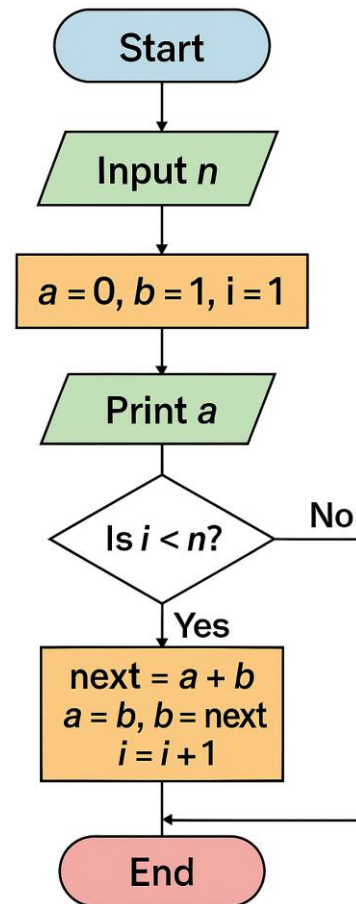 Start
Input n
a = 0, b = 1, i = 1
Print a
Is i < n?
No
Yes
next = a + b
a = b, b = next
i = i + 1
End